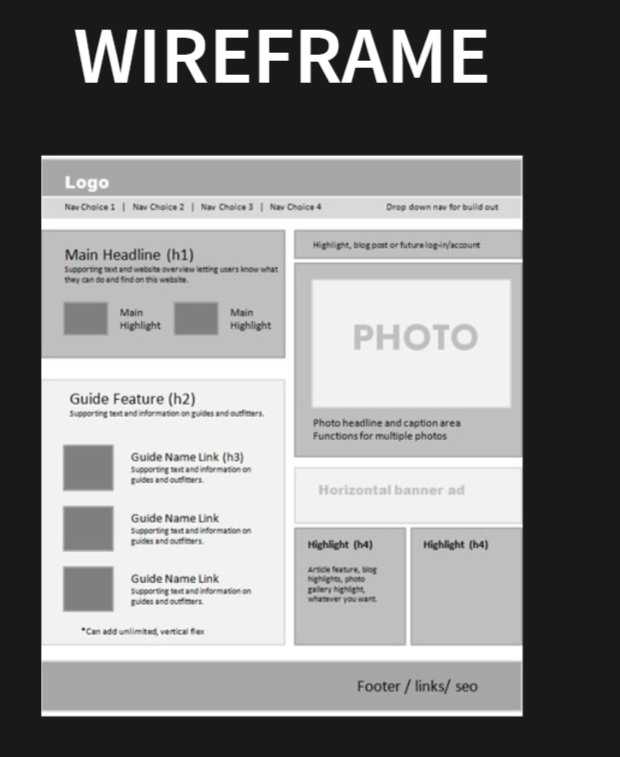 WIREFRAME
Logo
Nav Choice 1 | Nav Choice 2 | Nav Choice 3 | Nav Choice 4
Drop down nav for build out
Main Headline (h1)
Supporting text and website overview letting users know what
they can do and find on this website.
Main
Highlight
Main
Highlight
Guide Feature (h2)
Supporting text and information on guides and outfitters.
Guide Name Link (h3)
Supporting text and information on
guides and outfitters.
Guide Name Link
Supporting text and information on
guides and outfitters.
Guide Name Link
Supporting text and information on
guides and outfitters.
*Can add unlimited, vertical flex
Highlight, blog post or future log-in/account
PHOTO
Photo headline and caption area
Functions for multiple photos
Horizontal banner ad
Highlight (h4)
Article feature, blog
highlights, photo
gallery highlight,
whatever you want.
Highlight (h4)
Footer / links/ seo